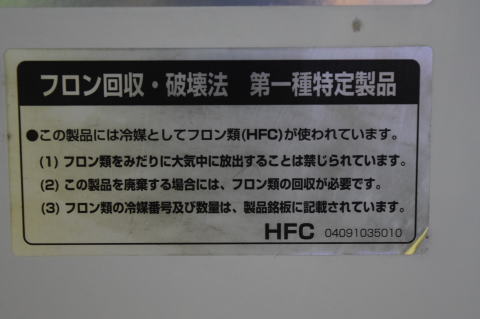 フロン回収・破壊法　第一種特定製品
●この製品には冷媒としてフロン類(HFC)が使われています。
(1) フロン類をみだりに大気中に放出することは禁じられています。
(2) この製品を廃棄する場合には、フロン類の回収が必要です。
(3) フロン類の冷媒番号及び数量は、製品銘板に記載されています。
HFC 04091035010